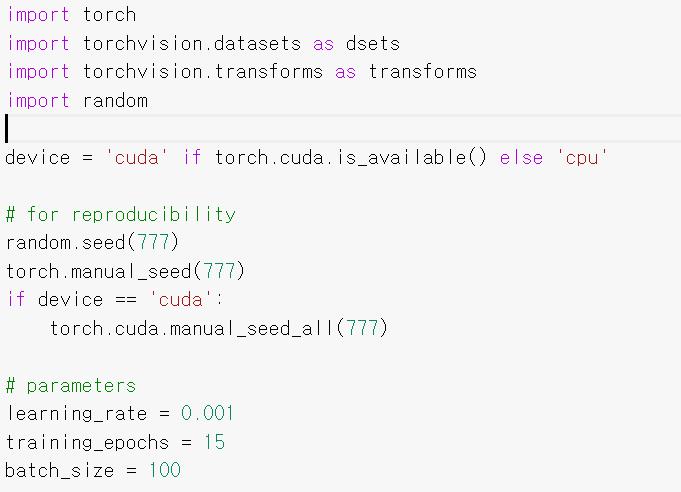 import torch
import torchvision.datasets as dsets
import torchvision.transforms as transforms
import random
device = 'cuda' if torch.cuda.is_available() else 'cpu'
# for reproducibility
random.seed(777)
torch.manual_seed(777)
if device == 'cuda':
    torch.cuda.manual_seed_all(777)
# parameters
learning_rate = 0.001
training_epochs = 15
batch_size = 100